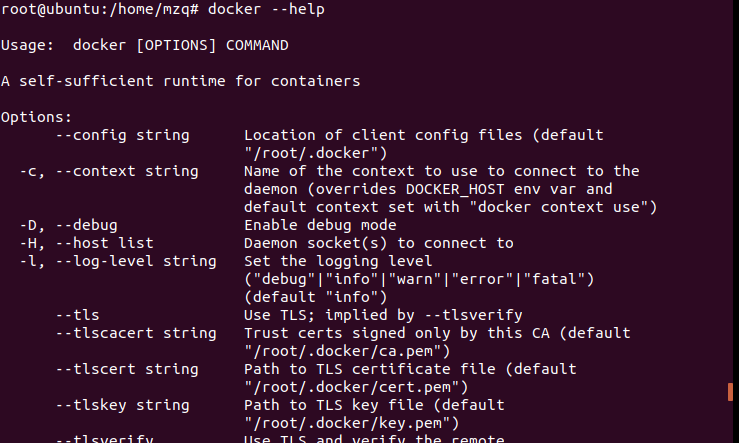 root@ubuntu:/home/mzq# docker --help
Usage:  docker [OPTIONS] COMMAND
A self-sufficient runtime for containers
Options:
      --config string      Location of client config files (default
                           "/root/.docker")
  -c, --context string     Name of the context to use to connect to the
                           daemon (overrides DOCKER_HOST env var and
                           default context set with "docker context use")
  -D, --debug              Enable debug mode
  -H, --host list          Daemon socket(s) to connect to
  -l, --log-level string   Set the logging level
                           ("debug"|"info"|"warn"|"error"|"fatal")
                           (default "info")
      --tls                Use TLS; implied by --tlsverify
      --tlscacert string   Trust certs signed only by this CA (default
                           "/root/.docker/ca.pem")
      --tlscert string     Path to TLS certificate file (default
                           "/root/.docker/cert.pem")
      --tlskey string      Path to TLS key file (default
                           "/root/.docker/key.pem")
      --tlsverify          Use TLS and verify the remote